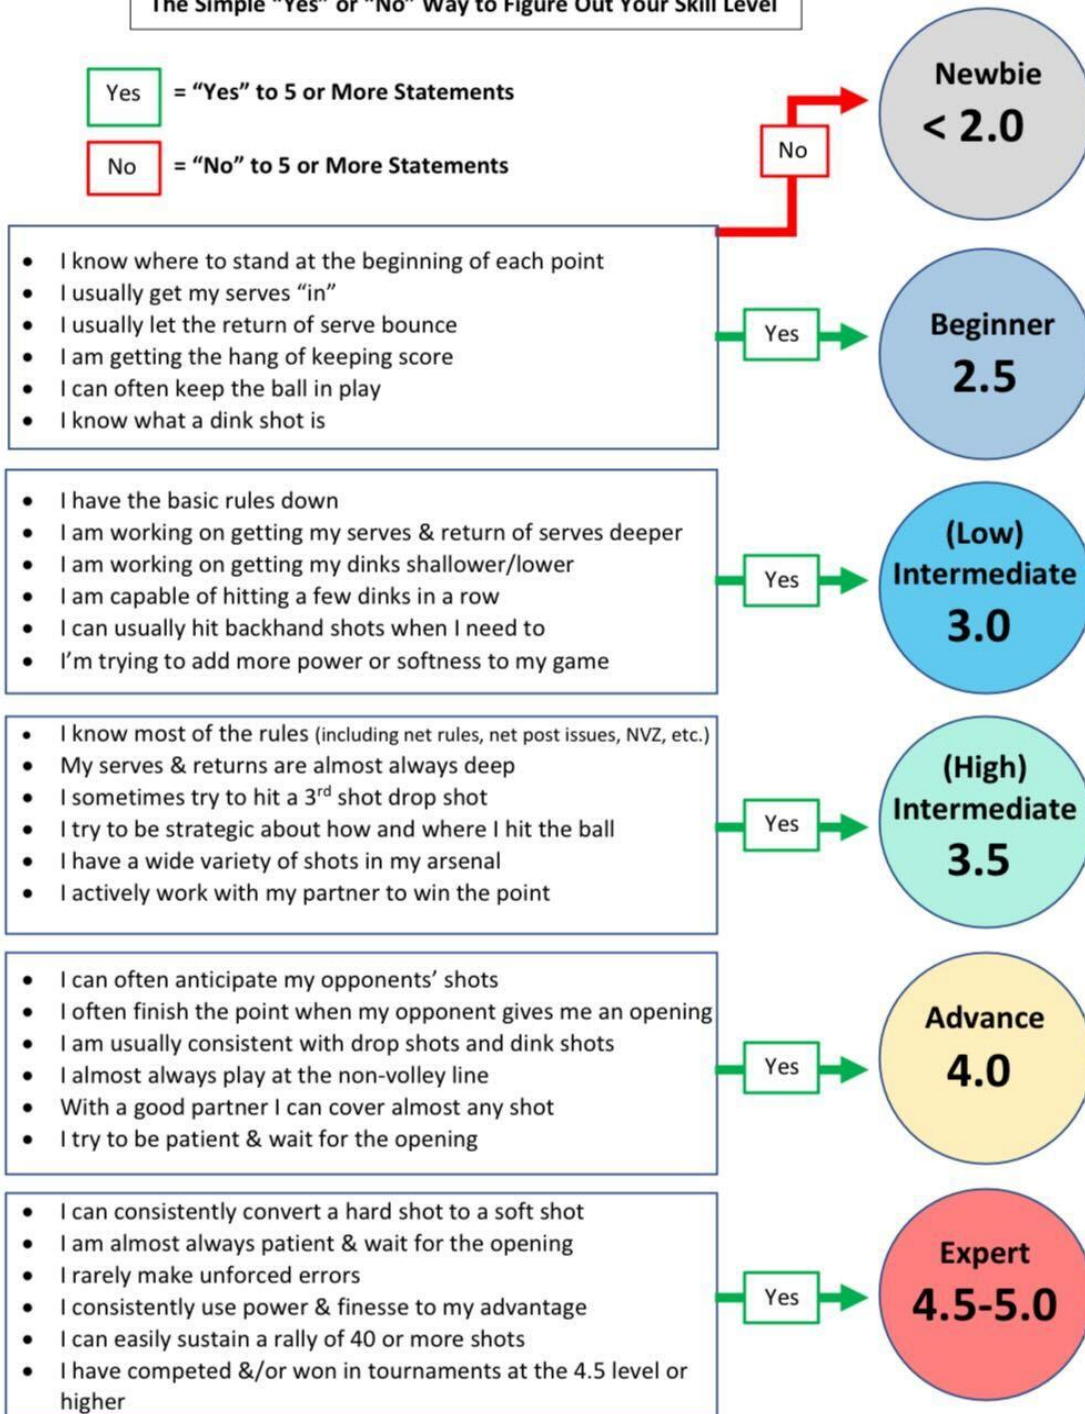 The Simple "Yes" or "No" Way to Figure Out Your Skill Level
Yes = "Yes" to 5 or More Statements
No = "No" to 5 or More Statements
No
Newbie
< 2.0
• I know where to stand at the beginning of each point
• I usually get my serves "in"
• I usually let the return of serve bounce
• I am getting the hang of keeping score
• I can often keep the ball in play
• I know what a dink shot is
Yes
Beginner
2.5
• I have the basic rules down
• I am working on getting my serves & return of serves deeper
• I am working on getting my dinks shallower/lower
• I am capable of hitting a few dinks in a row
• I can usually hit backhand shots when I need to
• I'm trying to add more power or softness to my game
Yes
(Low)
Intermediate
3.0
• I know most of the rules (including net rules, net post issues, NVZ, etc.)
• My serves & returns are almost always deep
• I sometimes try to hit a 3rd shot drop shot
• I try to be strategic about how and where I hit the ball
• I have a wide variety of shots in my arsenal
• I actively work with my partner to win the point
Yes
(High)
Intermediate
3.5
• I can often anticipate my opponents' shots
• I often finish the point when my opponent gives me an opening
• I am usually consistent with drop shots and dink shots
• I almost always play at the non-volley line
• With a good partner I can cover almost any shot
• I try to be patient & wait for the opening
Yes
Advance
4.0
• I can consistently convert a hard shot to a soft shot
• I am almost always patient & wait for the opening
• I rarely make unforced errors
• I consistently use power & finesse to my advantage
• I can easily sustain a rally of 40 or more shots
• I have competed &/or won in tournaments at the 4.5 level or
higher
Yes
Expert
4.5-5.0